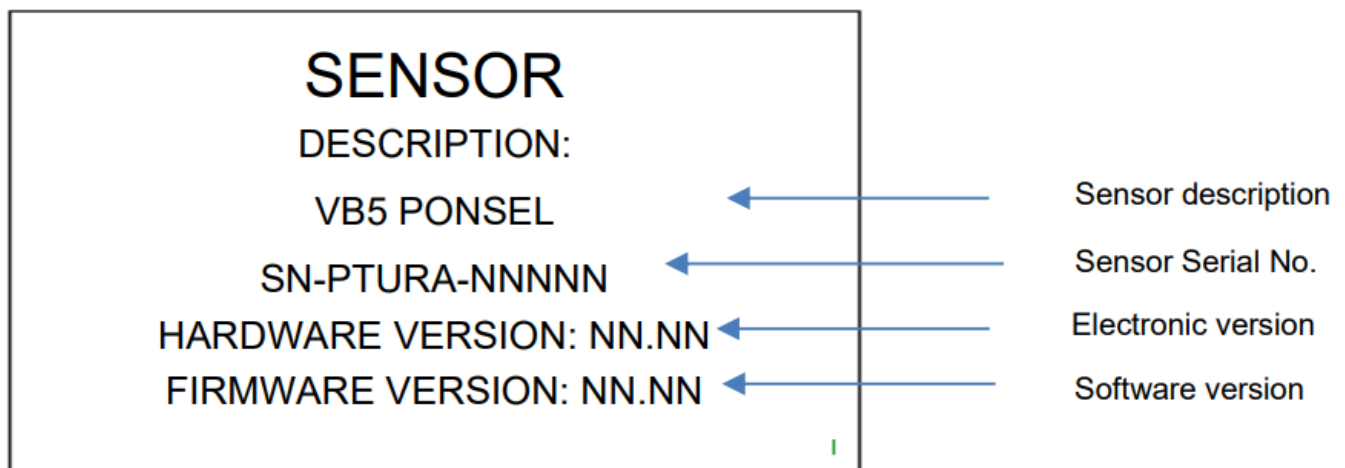 SENSOR
DESCRIPTION:
VB5 PONSEL
Sensor description
SN-PTURA-NNNNN
Sensor Serial No.
HARDWARE VERSION: NN.NN
Electronic version
FIRMWARE VERSION: NN.NN
Software version